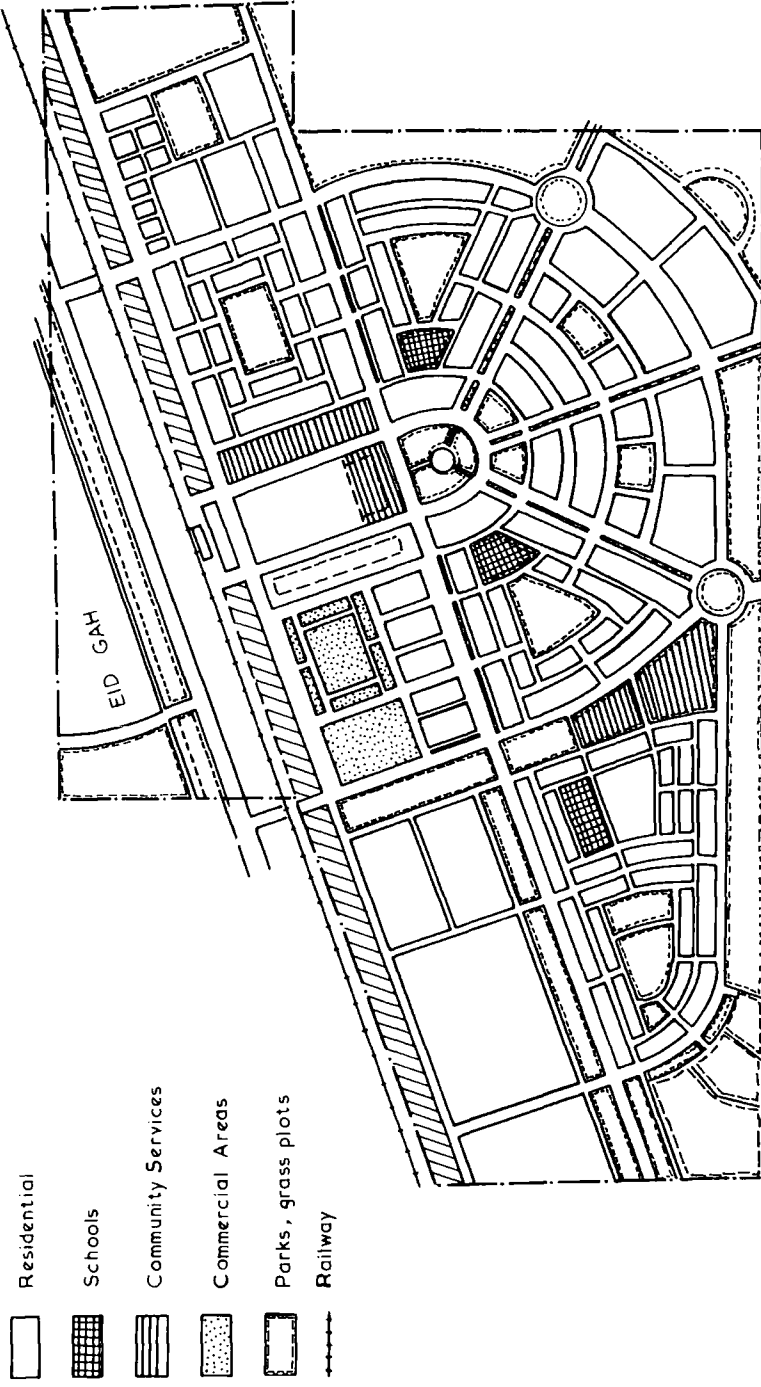 EID GAH
Residential
Schools
Community Services
Commercial Areas
Parks, grass plots
Railway